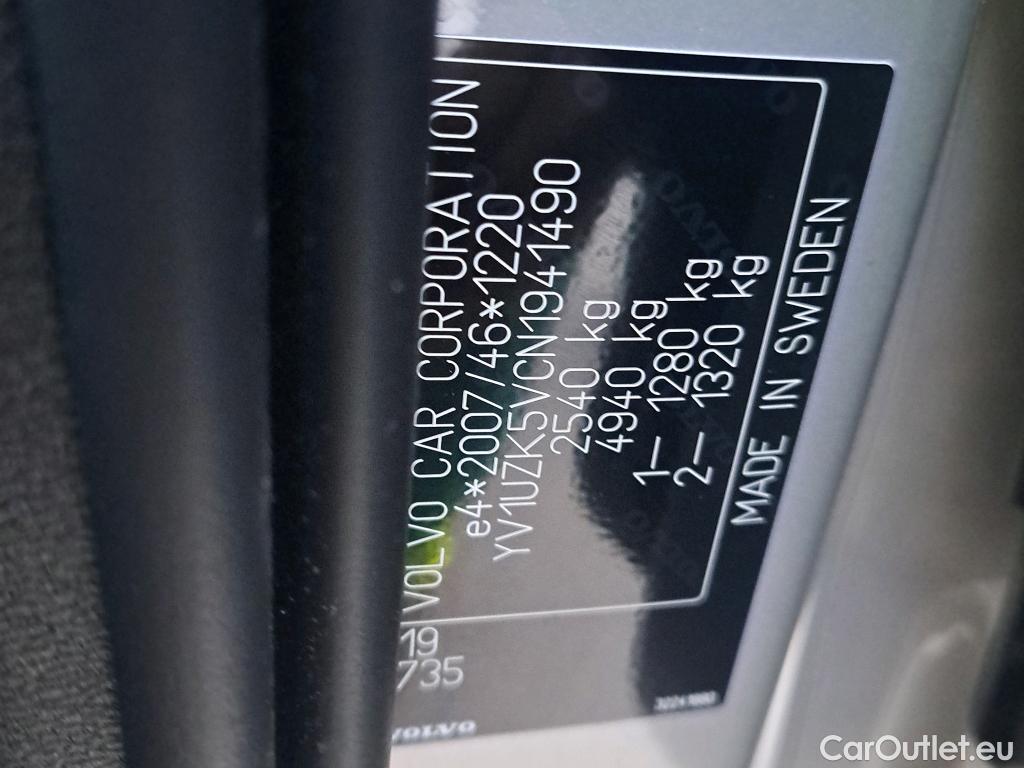 VOLVO CAR CORPORATION
e4*2007/46*1220
YV1UZK5VCN1941490
2540 kg
4940 kg
1— 1280 kg
2— 1320 kg
MADE IN SWEDEN
19
735
VOLVO
CarOutlet.eu